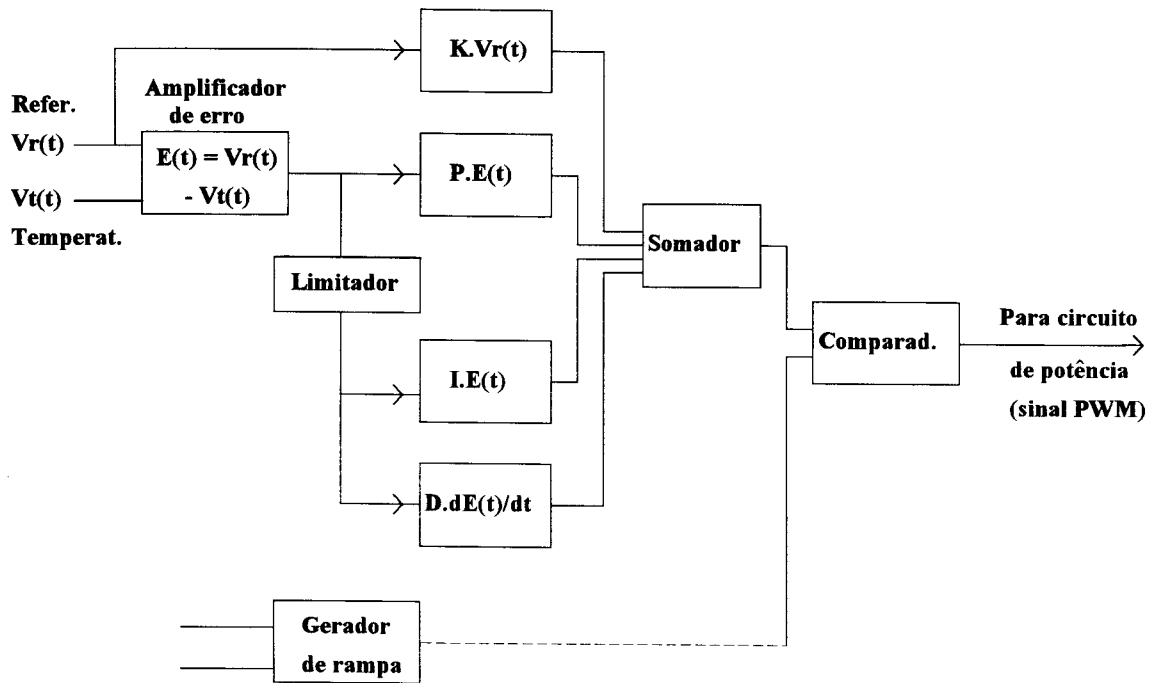 K.Vr(t)
Amplificador
de erro
Refer.
Vr(t)
E(t) = Vr(t)
- Vt(t)
Vt(t)
Temperat.
P.E(t)
Somador
Limitador
I.E(t)
D.dE(t)/dt
Comparad.
Para circuito
de potência
(sinal PWM)
Gerador
de rampa